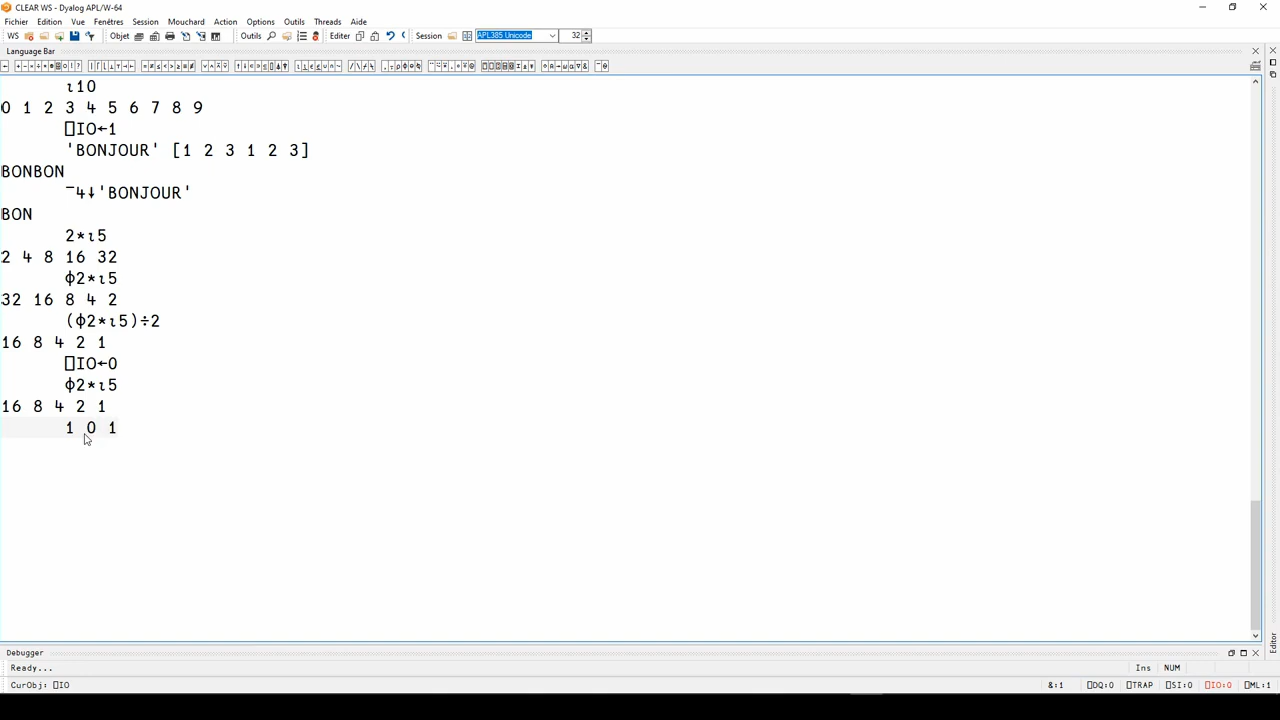 CLEAR WS - Dyalog APL/W-64
Fichier Edition Vue Fenêtres Session Mouchard Action Options Outils Threads Aide
WS Objet Outils Editer Session APL385 Unicode 32
Language Bar
⍳10
0 1 2 3 4 5 6 7 8 9
⎕IO←1
'BONJOUR' [1 2 3 1 2 3]
BONBON
¯4↓'BONJOUR'
BON
2*⍳5
2 4 8 16 32
⌽2*⍳5
32 16 8 4 2
(⌽2*⍳5)÷2
16 8 4 2 1
⎕IO←0
⌽2*⍳5
16 8 4 2 1
1 0 1
Editor
Debugger
Ready...
Ins NUM
CurObj: ⎕IO
&:1 ⎕DQ:0 ⎕TRAP ⎕SI:0 ⎕IO:0 ⎕ML:1